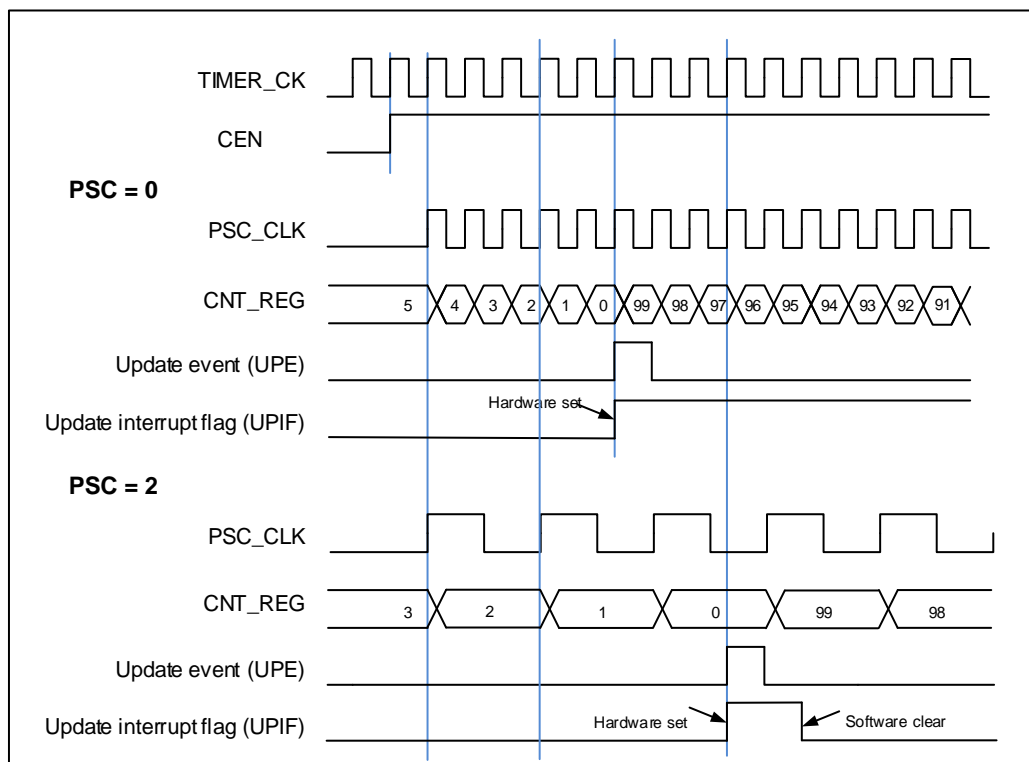 TIMER_CK
CEN
PSC = 0
PSC_CLK
CNT_REG 5 4 3 2 1 0 99 98 97 96 95 94 93 92 91
Update event (UPE)
Hardware set
Update interrupt flag (UPIF)
PSC = 2
PSC_CLK
CNT_REG 3 2 1 0 99 98
Update event (UPE)
Update interrupt flag (UPIF) Hardware set Software clear